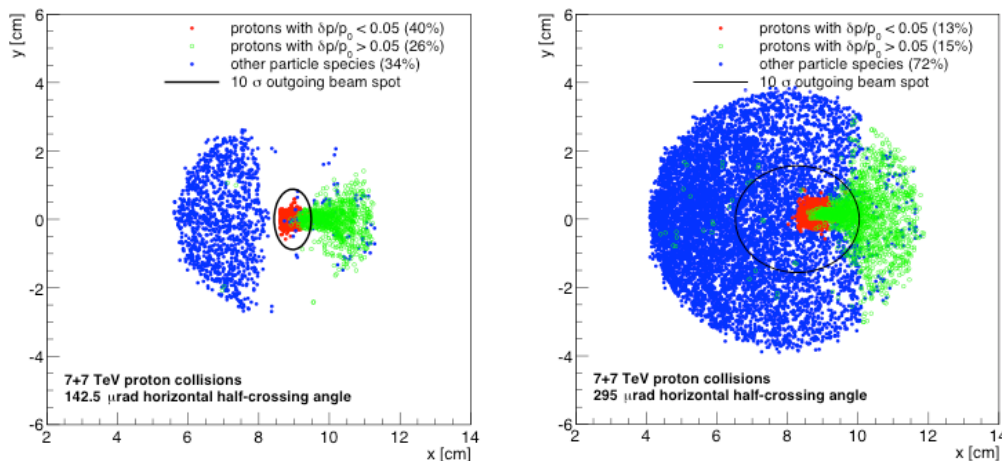 y [cm]
6
4
2
0
-2
-4
-6
protons with δp/p₀ < 0.05 (40%)
protons with δp/p₀ > 0.05 (26%)
other particle species (34%)
10 σ outgoing beam spot
7+7 TeV proton collisions
142.5 μrad horizontal half-crossing angle
2 4 6 8 10 12 14
x [cm]
y [cm]
6
4
2
0
-2
-4
-6
protons with δp/p₀ < 0.05 (13%)
protons with δp/p₀ > 0.05 (15%)
other particle species (72%)
10 σ outgoing beam spot
7+7 TeV proton collisions
295 μrad horizontal half-crossing angle
2 4 6 8 10 12 14
x [cm]